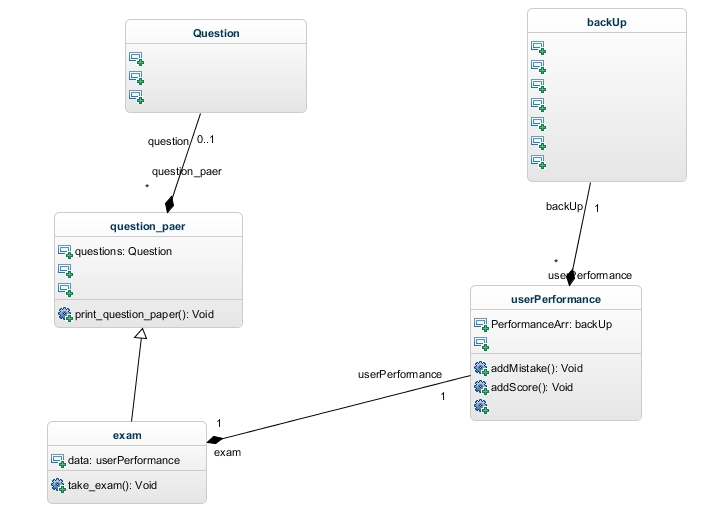 Question
question
0..1
question_paer
*
question_paer
questions: Question
print_question_paper(): Void
backUp
backUp
1
*
userPerformance
userPerformance
PerformanceArr: backUp
addMistake(): Void
addScore(): Void
userPerformance
1
1
exam
exam
data: userPerformance
take_exam(): Void